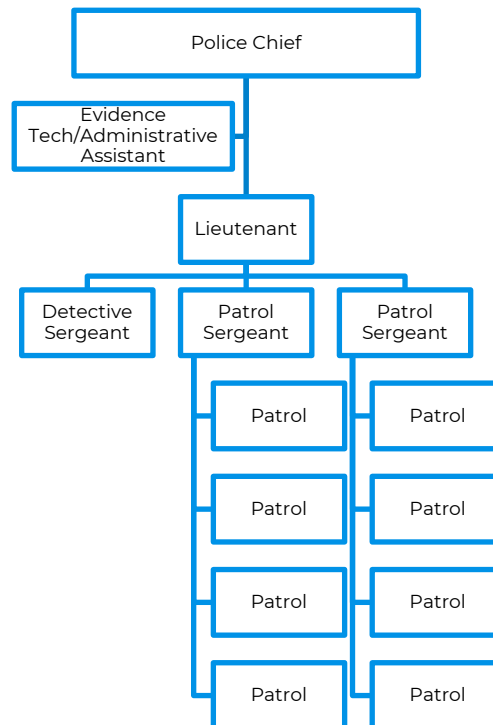 Police Chief
Evidence
Tech/Administrative
Assistant
Lieutenant
Detective
Sergeant
Patrol
Sergeant
Patrol
Sergeant
Patrol
Patrol
Patrol
Patrol
Patrol
Patrol
Patrol
Patrol